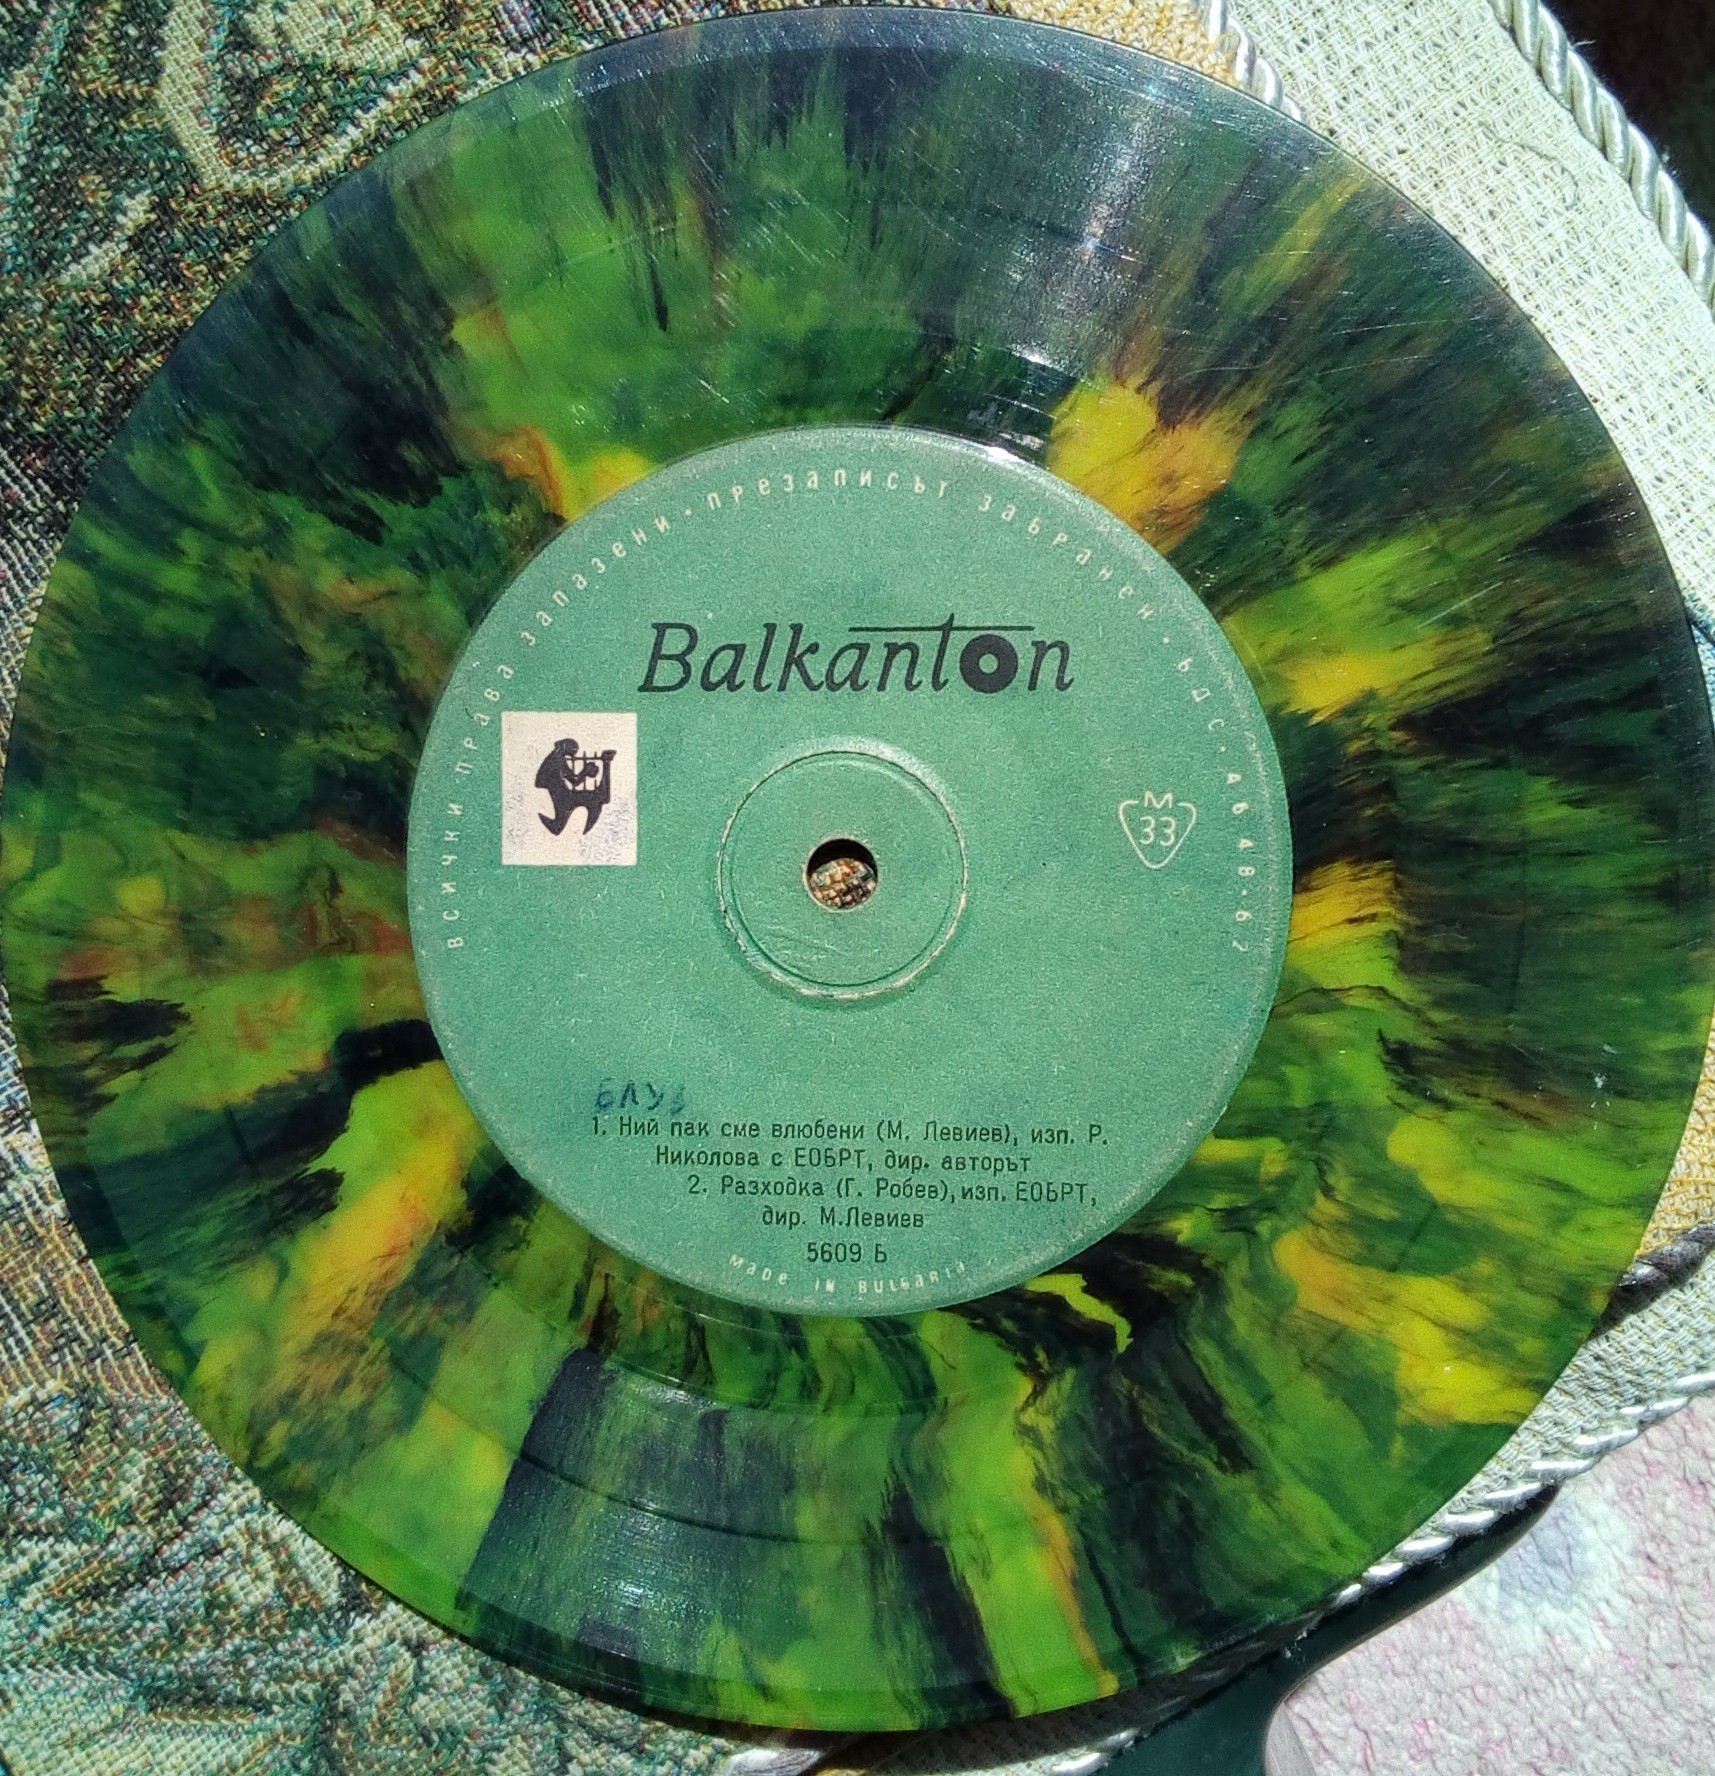 всички права запазени · презаписът забранен · БДС · 4648-62
Balkanton
М
33
БЛУЗ
1. Ний пак сме влюбени (М. Левиев), изп. Р.
Николова с ЕОБРТ, дир. авторът
2. Разходка (Г. Робев), изп. ЕОБРТ,
дир. М.Левиев
5609 Б
made in Bulgaria